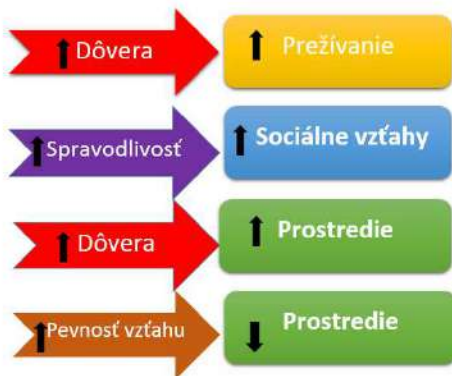 Dôvera
Prežívanie
Spravodlivosť
Sociálne vzťahy
Dôvera
Prostredie
Pevnosť vzťahu
Prostredie